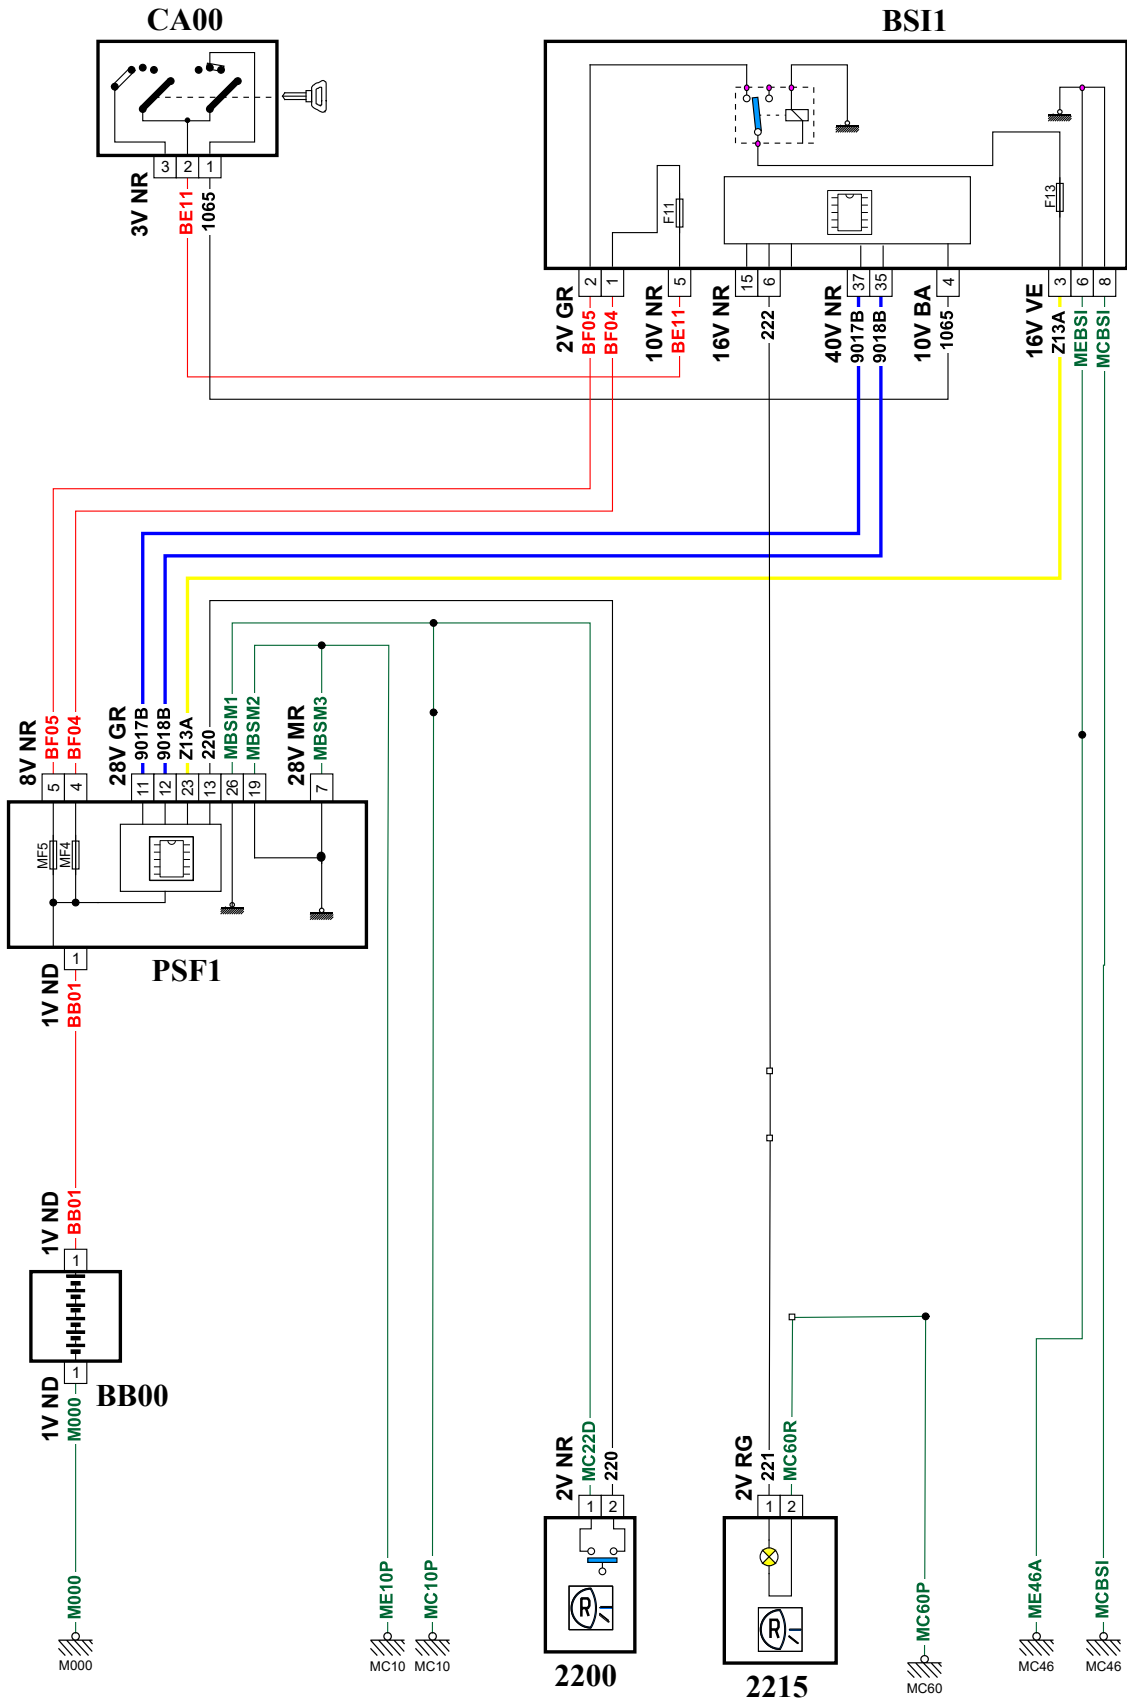 CA00
BSI1
F11
F13
3 2 1
3V NR
BE11
1065
2 1 5 15 6 37 35 4 3 6 8
2V GR
BF05
BF04
10V NR
BE11
16V NR
222
40V NR
9017B
9018B
10V BA
1065
16V VE
Z13A
MEBSI
MCBSI
8V NR
BF05
BF04
28V GR
9017B
9018B
Z13A
220
MBSM1
MBSM2
28V MR
MBSM3
5 4 11 12 23 13 26 19 7
MF5
MF4
1
PSF1
1V ND
BB01
1V ND
BB01
1
1
BB00
1V ND
M000
2V NR
MC22D
220
2V RG
221
MC60R
1 2
1 2
R
R
M000
ME10P
MC10P
MC60P
ME46A
MCBSI
M000
MC10
MC10
2200
2215
MC60
MC46
MC46